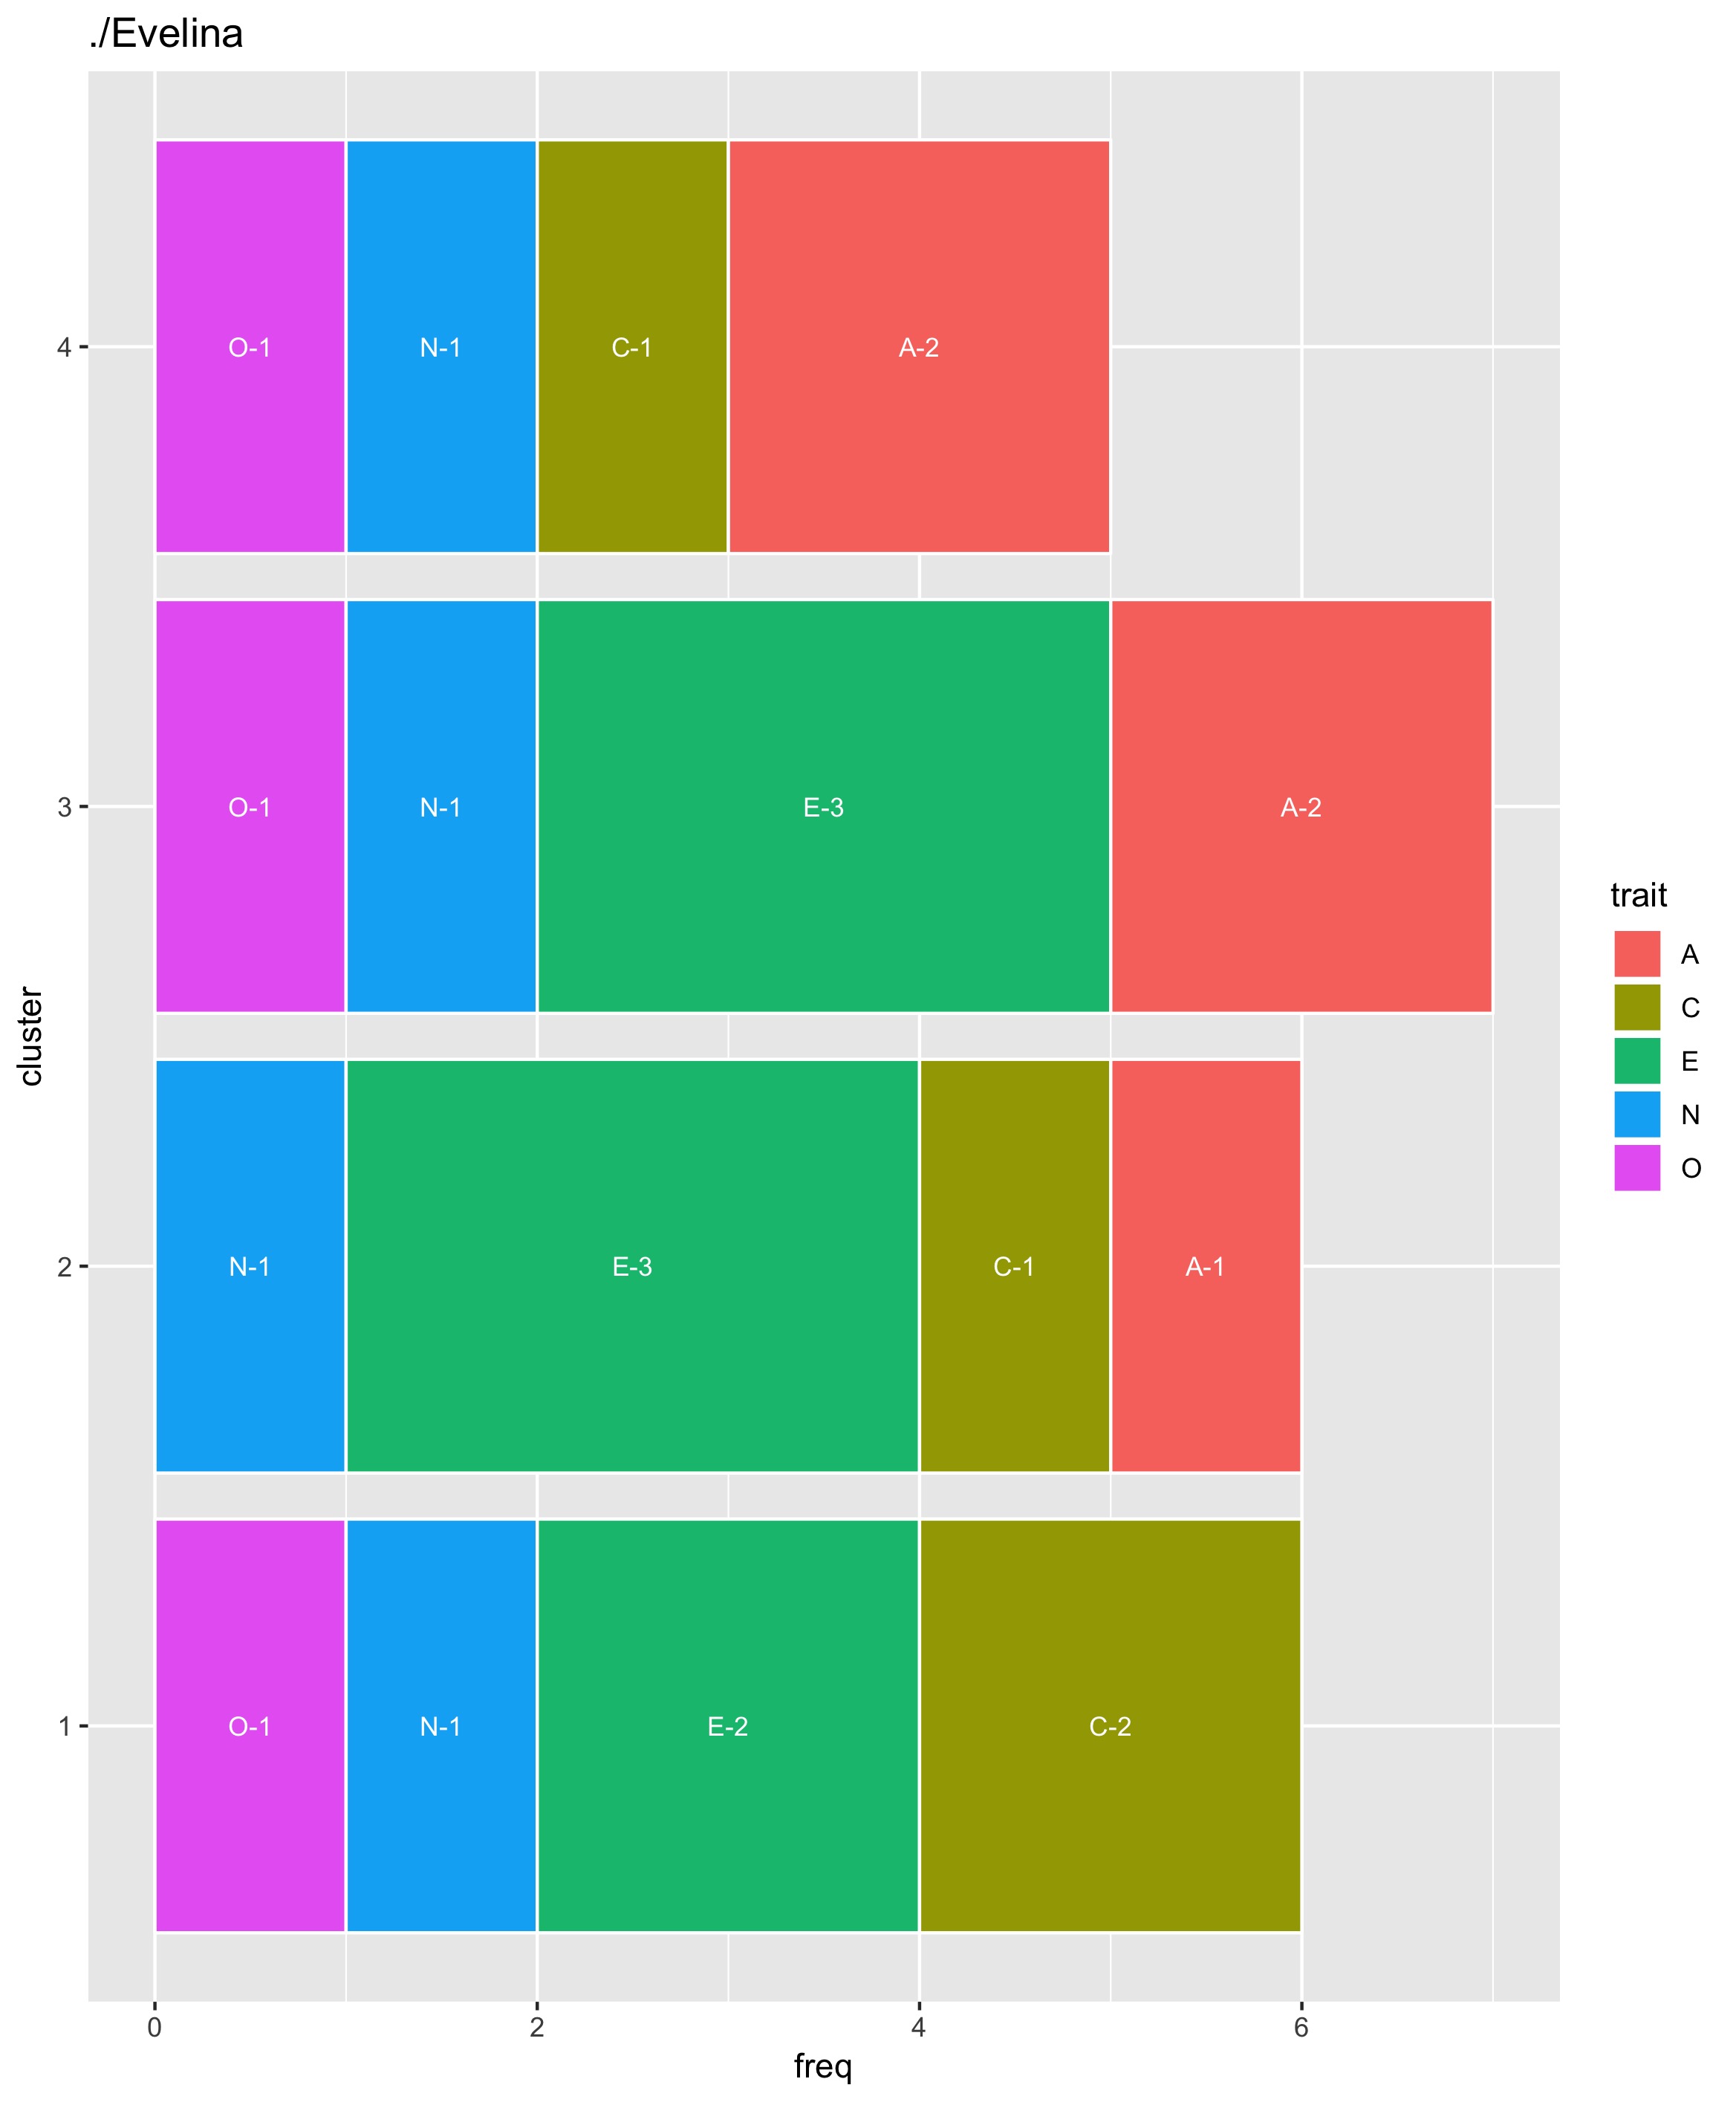 ./Evelina
4
O-1 N-1 C-1 A-2
3
O-1 N-1 E-3 A-2
cluster
2
N-1 E-3 C-1 A-1
1
O-1 N-1 E-2 C-2
0 2 4 6
freq
trait
A
C
E
N
O